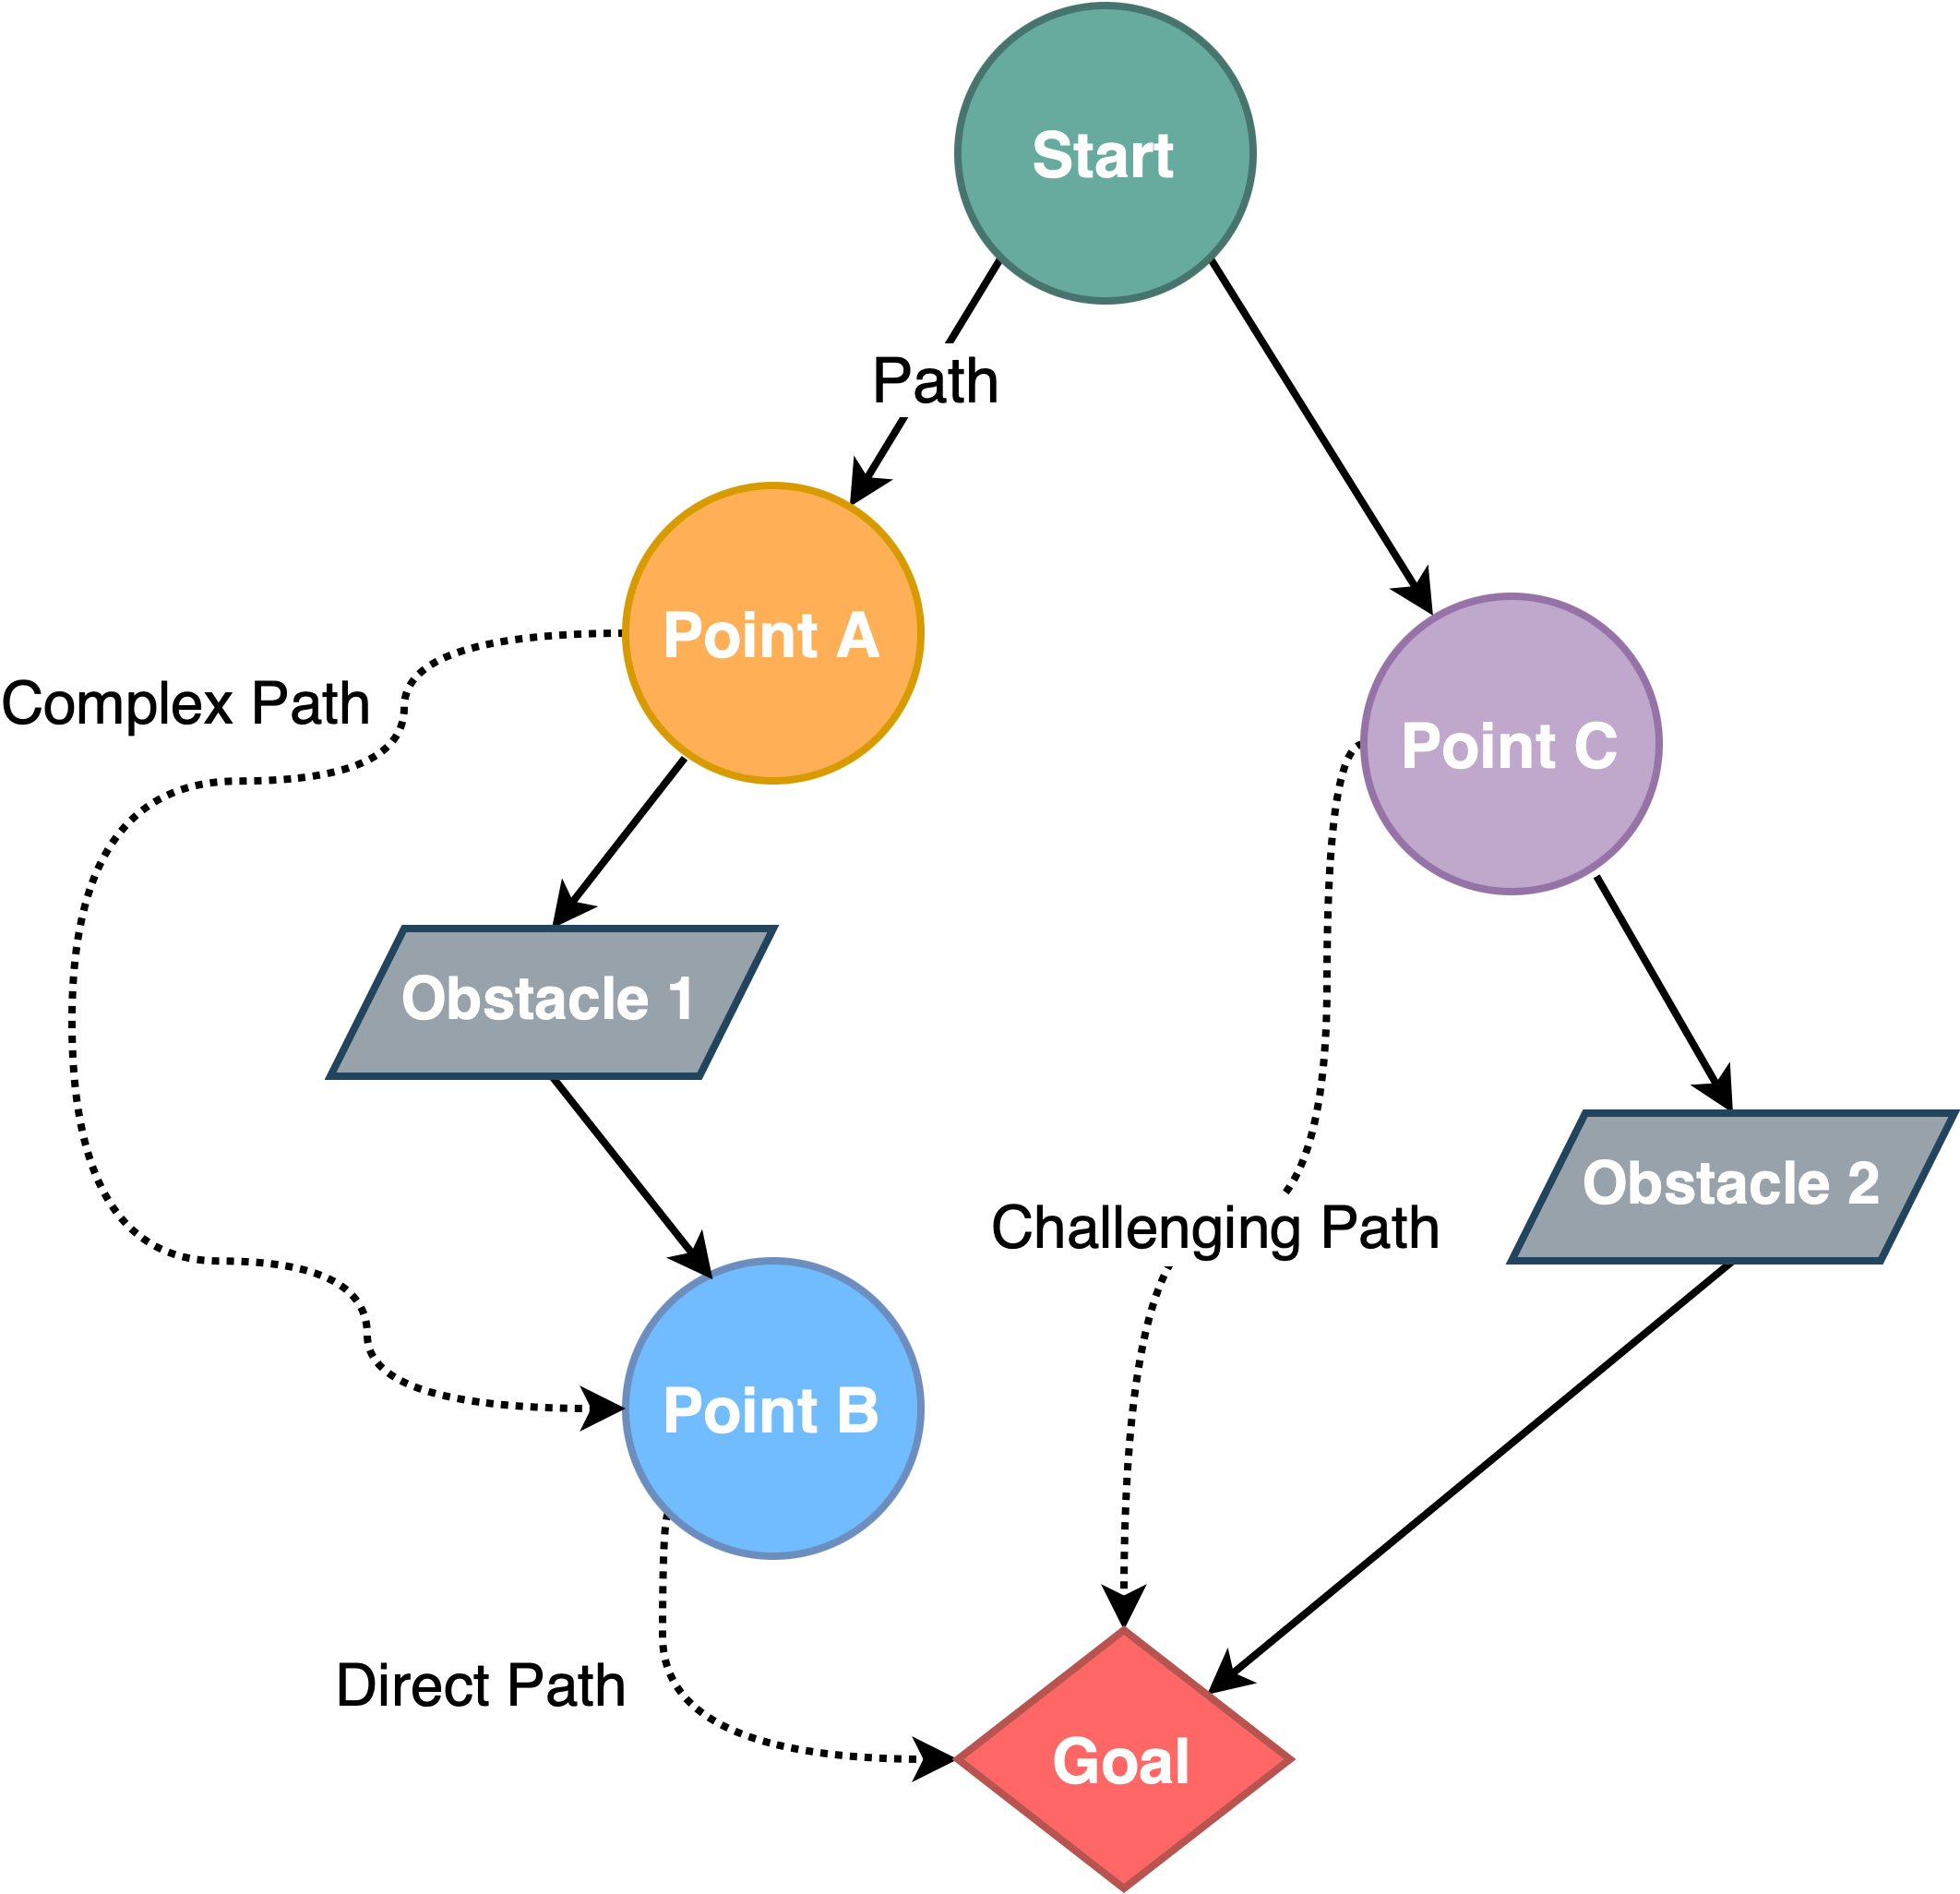 Start
Path
Point A
Complex Path
Point C
Obstacle 1
Obstacle 2
Challenging Path
Point B
Direct Path
Goal